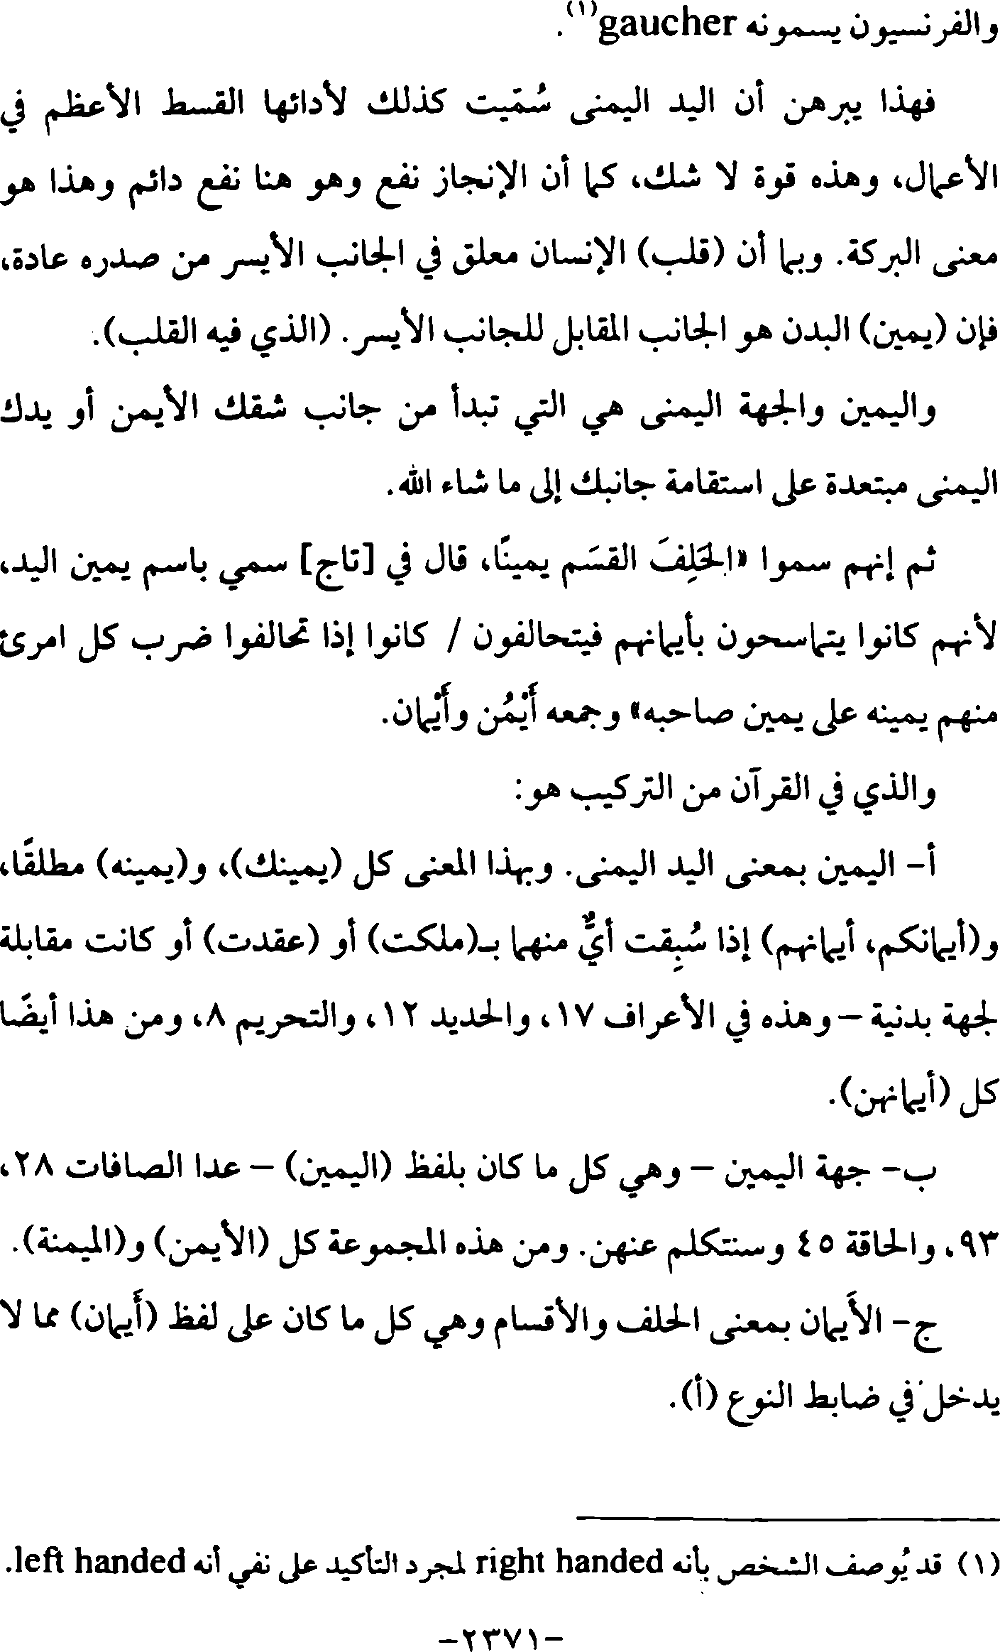 والفرنسيون يسمونه gaucher(١).
فهذا يبرهن أن اليد اليمنى سُمّيت كذلك لأدائها القسط الأعظم في
الأعمال، وهذه قوة لا شك، كما أن الإنجاز نفع وهو هنا نفع دائم وهذا هو
معنى البركة. وبما أن (قلب) الإنسان معلق في الجانب الأيسر من صدره عادة،
فإن (يمين) البدن هو الجانب المقابل للجانب الأيسر. (الذي فيه القلب).
واليمين والجهة اليمنى هي التي تبدأ من جانب شقك الأيمن أو يدك
اليمنى مبتعدة على استقامة جانبك إلى ما شاء الله.
ثم إنهم سموا «الحَلِفَ القسَم يمينًا، قال في [تاج] سمي باسم يمين اليد،
لأنهم كانوا يتماسحون بأيمانهم فيتحالفون / كانوا إذا تحالفوا ضرب كل امرئ
منهم يمينه على يمين صاحبه» وجمعه أَيْمُن وأَيْمان.
والذي في القرآن من التركيب هو:
أ- اليمين بمعنى اليد اليمنى. وبهذا المعنى كل (يمينك)، و(يمينه) مطلقًا،
و(أيمانكم، أيمانهم) إذا سُبِقت أيٌّ منهما بـ(ملكت) أو (عقدت) أو كانت مقابلة
لجهة بدنية – وهذه في الأعراف ١٧، والحديد ١٢، والتحريم ٨، ومن هذا أيضًا
كل (أيمانهن).
ب- جهة اليمين – وهي كل ما كان بلفظ (اليمين) – عدا الصافات ٢٨،
٩٣، والحاقة ٤٥ وسنتكلم عنهن. ومن هذه المجموعة كل (الأيمن) و(الميمنة).
ج- الأَيمان بمعنى الحلف والأقسام وهي كل ما كان على لفظ (أَيمان) مما لا
يدخل في ضابط النوع (أ).
(١) قد يُوصف الشخص بأنه right handed لمجرد التأكيد على نفي أنه left handed.
–٢٣٧١–